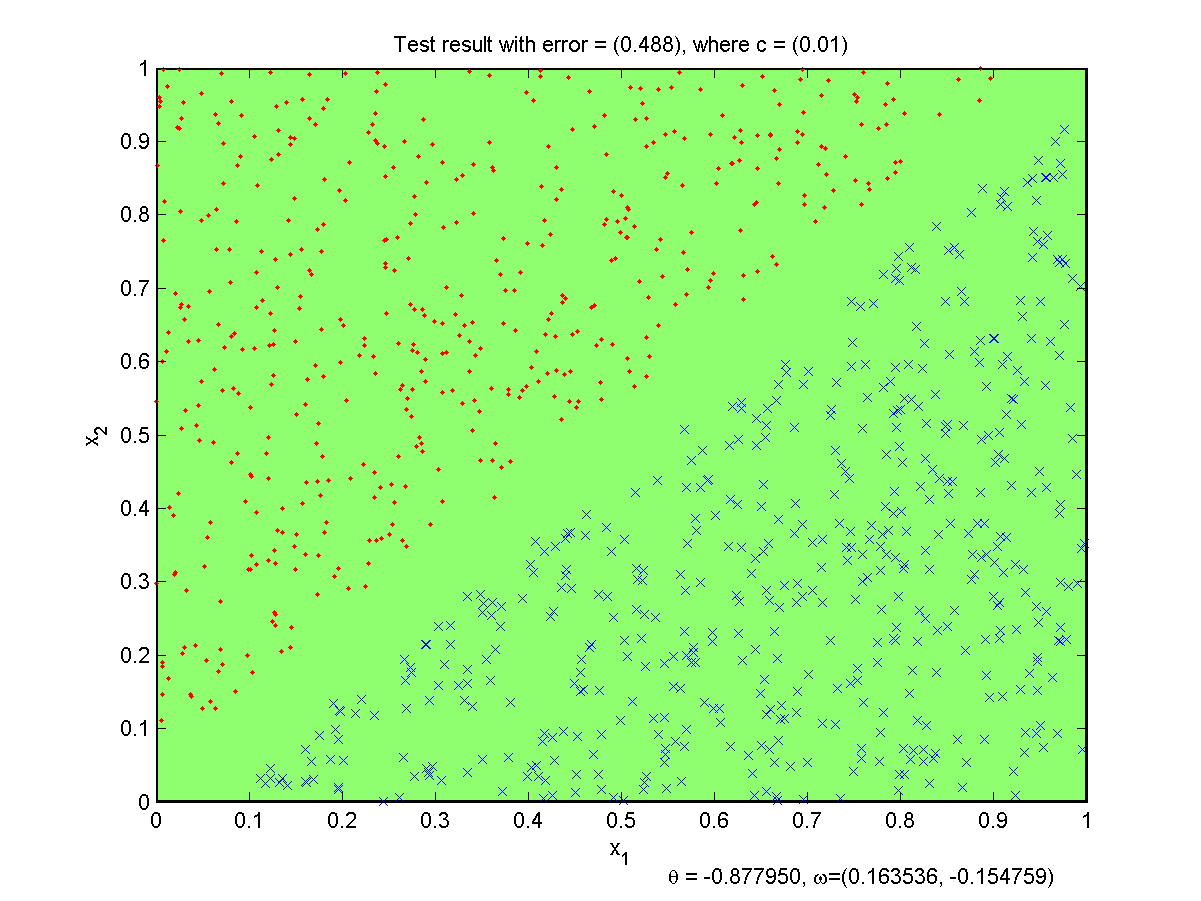 Test result with error = (0.488), where c = (0.01)
1
0.9
0.8
0.7
0.6
0.5
0.4
0.3
0.2
0.1
0
x2
0 0.1 0.2 0.3 0.4 0.5 0.6 0.7 0.8 0.9 1
x1
θ = -0.877950, ω=(0.163536, -0.154759)